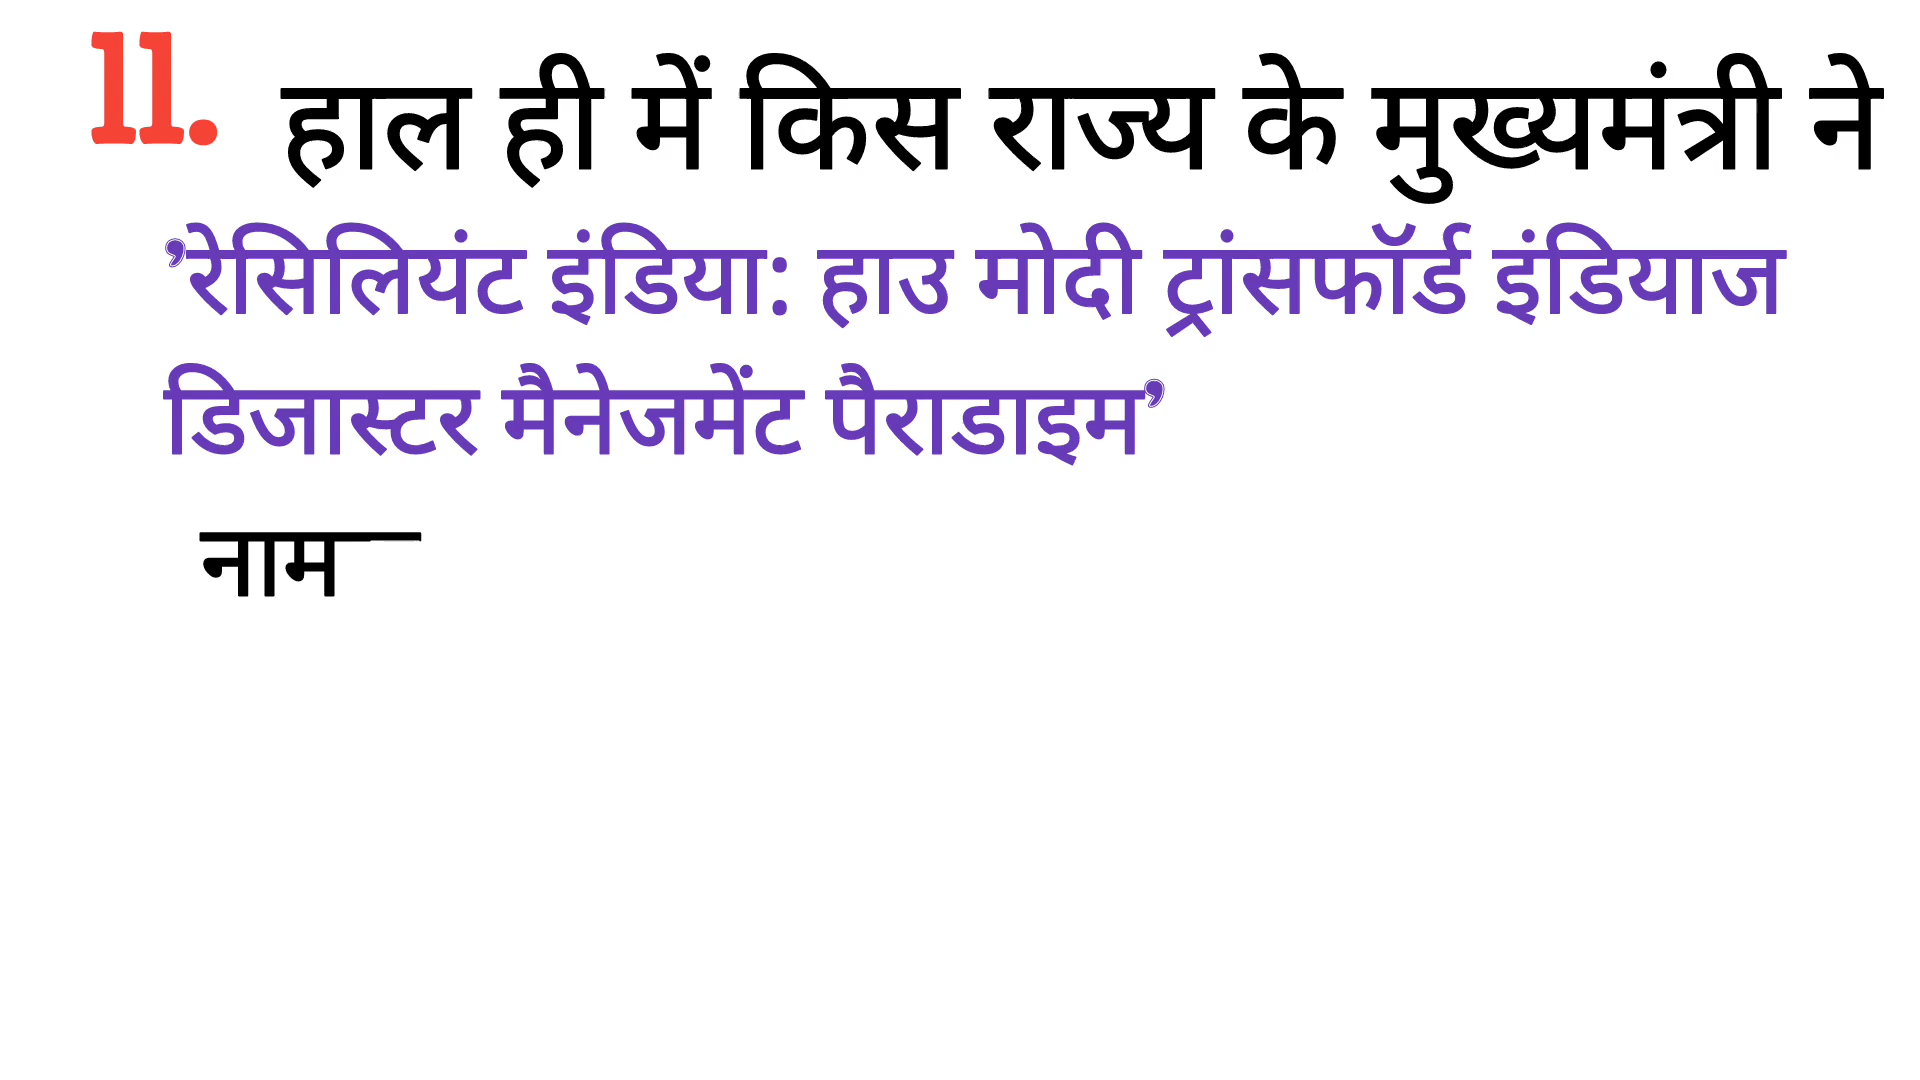 11. हाल ही में किस राज्य के मुख्यमंत्री ने
’रेसिलियंट इंडिया: हाउ मोदी ट्रांसफॉर्ड इंडियाज
डिजास्टर मैनेजमेंट पैराडाइम’
नाम